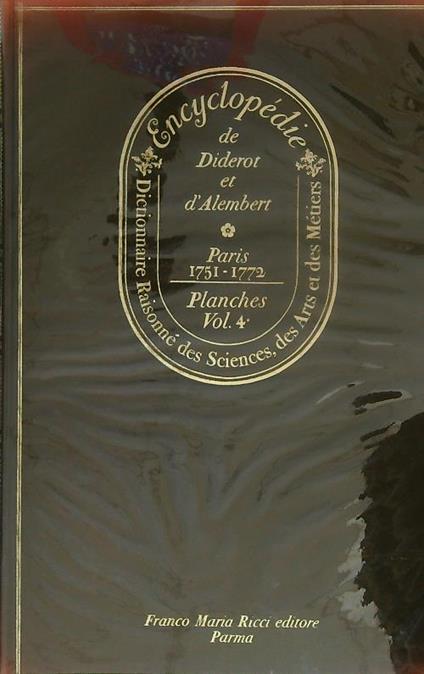 Encyclopédie
de
Diderot
et
d'Alembert
Paris
1751-1772
Planches
Vol. 4.
Dictionnaire Raisonné des Sciences, des Arts et des Métiers
Franco Maria Ricci editore
Parma